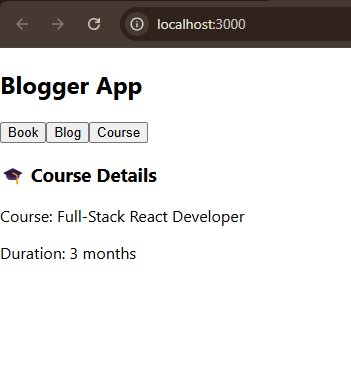 localhost:3000
Blogger App
Book Blog Course
🎓 Course Details
Course: Full-Stack React Developer
Duration: 3 months